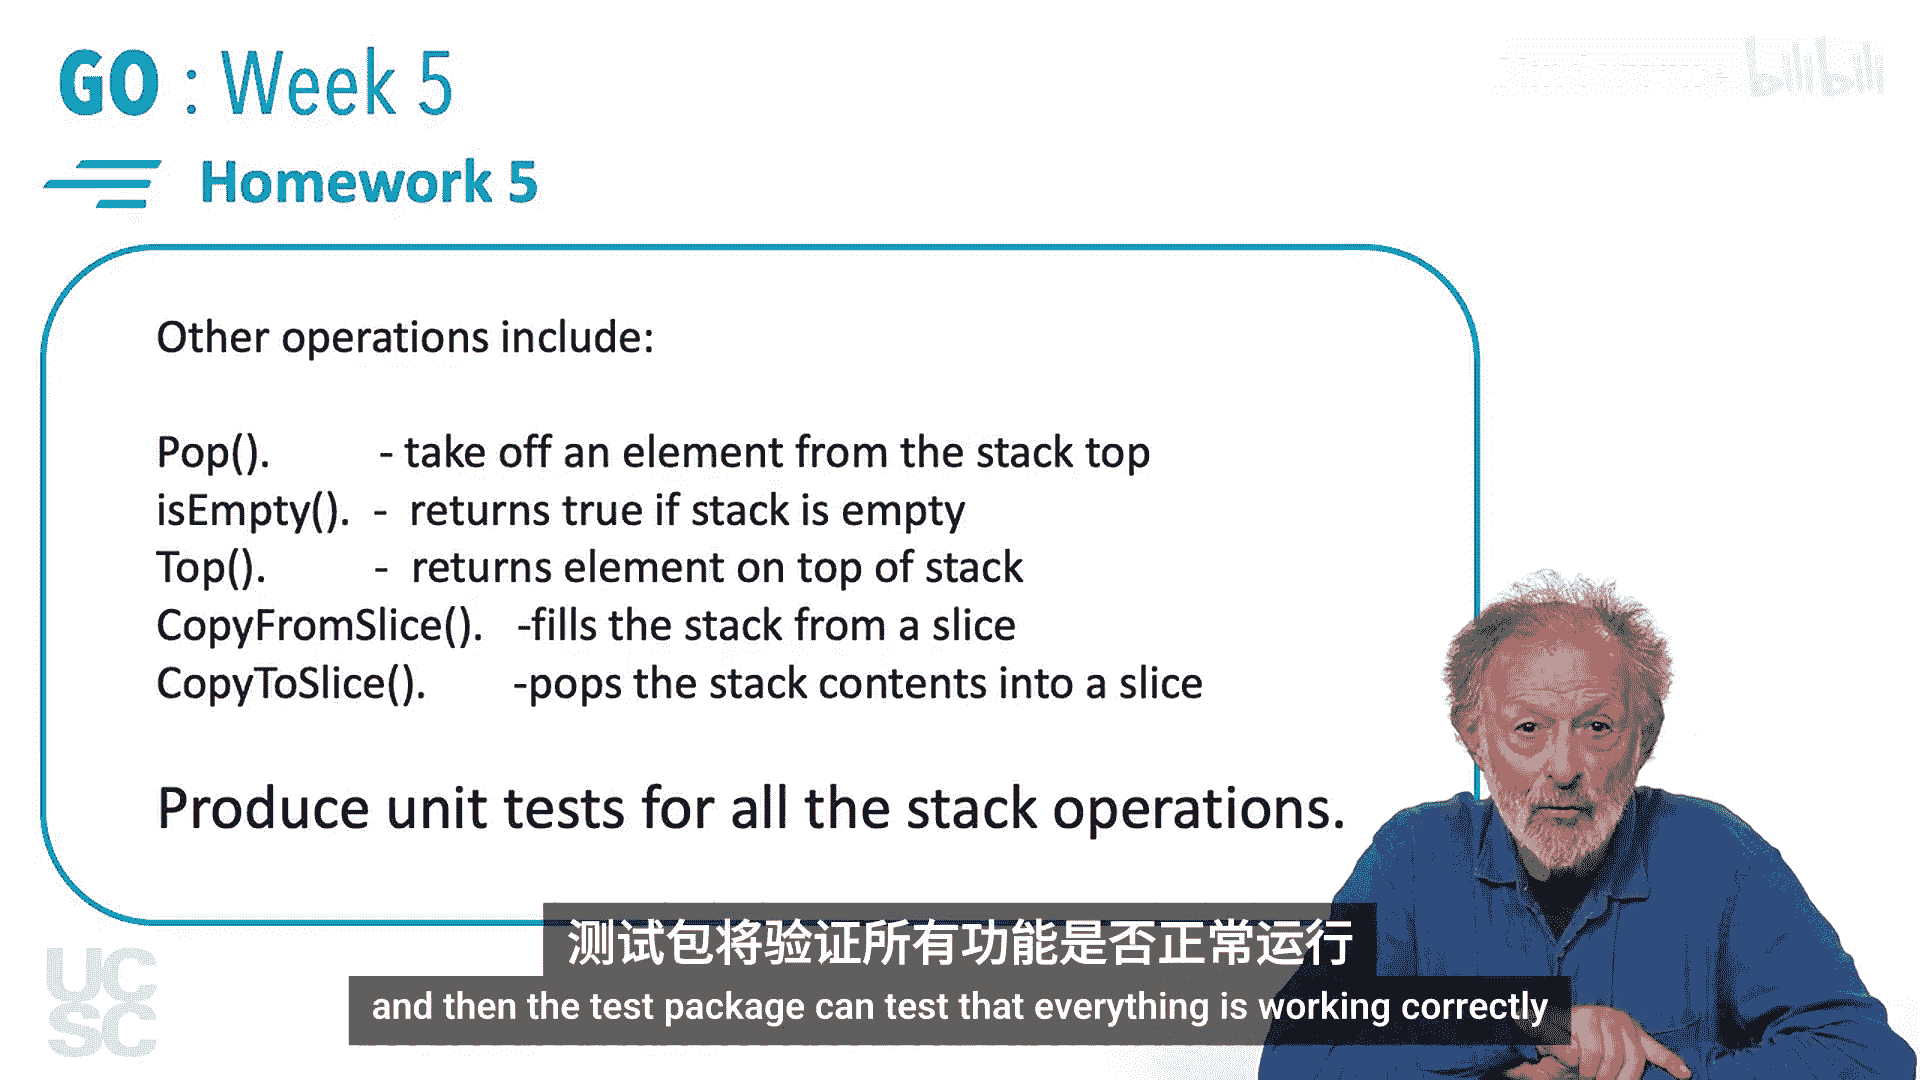 GO : Week 5
bilibili
Homework 5
Other operations include:
Pop(). - take off an element from the stack top
isEmpty(). - returns true if stack is empty
Top(). - returns element on top of stack
CopyFromSlice(). -fills the stack from a slice
CopyToSlice(). -pops the stack contents into a slice
Produce unit tests for all the stack operations.
测试包将验证所有功能是否正常运行
and then the test package can test that everything is working correctly
UC
SC